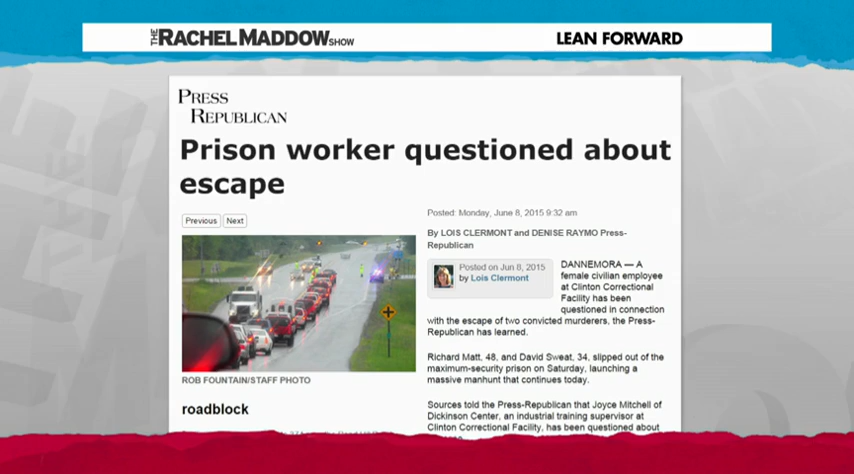 THE RACHEL MADDOW SHOW
LEAN FORWARD
PRESS
REPUBLICAN
Prison worker questioned about
escape
Previous Next
ROB FOUNTAIN/STAFF PHOTO
roadblock
Posted: Monday, June 8, 2015 9:32 am
By LOIS CLERMONT and DENISE RAYMO Press-
Republican
Posted on Jun 8, 2015
by Lois Clermont
DANNEMORA — A
female civilian employee
at Clinton Correctional
Facility has been
questioned in connection
with the escape of two convicted murderers, the Press-
Republican has learned.
Richard Matt, 48, and David Sweat, 34, slipped out of the
maximum-security prison on Saturday, launching a
massive manhunt that continues today.
Sources told the Press-Republican that Joyce Mitchell of
Dickinson Center, an industrial training supervisor at
Clinton Correctional Facility, has been questioned about